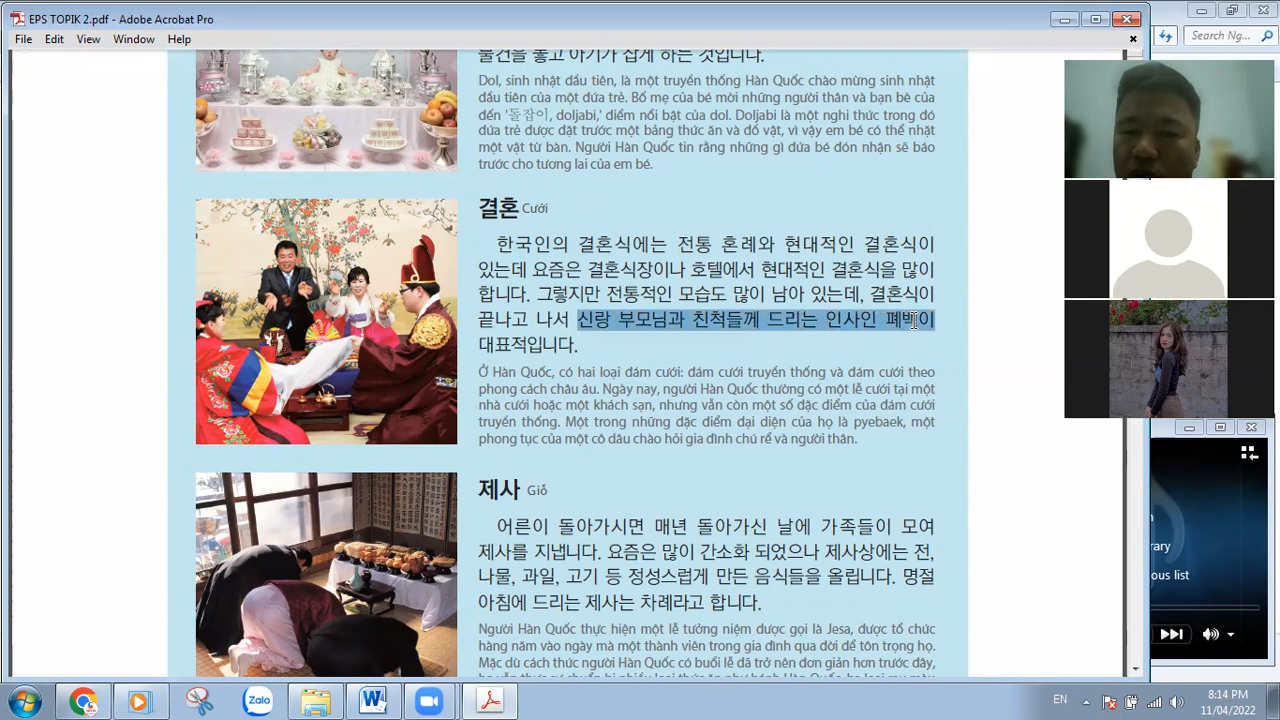 EPS TOPIK 2.pdf - Adobe Acrobat Pro
File Edit View Window Help
Search Ng...
물건을 놓고 아기가 잡게 하는 것입니다.
Dol, sinh nhật đầu tiên, là một truyền thống Hàn Quốc chào mừng sinh nhật
đầu tiên của một đứa trẻ. Bố mẹ của bé mời những người thân và bạn bè của
đến '돌잡이, doljabi,' điểm nổi bật của dol. Doljabi là một nghi thức trong đó
đứa trẻ được đặt trước một bảng thức ăn và đồ vật, vì vậy em bé có thể nhặt
một vật từ bàn. Người Hàn Quốc tin rằng những gì đứa bé đón nhận sẽ báo
trước cho tương lai của em bé.
결혼 Cưới
한국인의 결혼식에는 전통 혼례와 현대적인 결혼식이
있는데 요즘은 결혼식장이나 호텔에서 현대적인 결혼식을 많이
합니다. 그렇지만 전통적인 모습도 많이 남아 있는데, 결혼식이
끝나고 나서 신랑 부모님과 친척들께 드리는 인사인 폐백이
대표적입니다.
Ở Hàn Quốc, có hai loại đám cưới: đám cưới truyền thống và đám cưới theo
phong cách châu âu. Ngày nay, người Hàn Quốc thường có một lễ cưới tại một
nhà cưới hoặc một khách sạn, nhưng vẫn còn một số đặc điểm của đám cưới
truyền thống. Một trong những đặc điểm đại diện của họ là pyebaek, một
phong tục của một cô dâu chào hỏi gia đình chú rể và người thân.
제사 Giỗ
어른이 돌아가시면 매년 돌아가신 날에 가족들이 모여
제사를 지냅니다. 요즘은 많이 간소화 되었으나 제사상에는 전,
나물, 과일, 고기 등 정성스럽게 만든 음식들을 올립니다. 명절
아침에 드리는 제사는 차례라고 합니다.
Người Hàn Quốc thực hiện một lễ tưởng niệm được gọi là Jesa, được tổ chức
hàng năm vào ngày mà một thành viên trong gia đình qua đời để tôn trọng họ.
Mặc dù cách thức người Hàn Quốc có buổi lễ đã trở nên đơn giản hơn trước đây,
n
rary
ous list
Zalo
EN
8:14 PM
11/04/2022